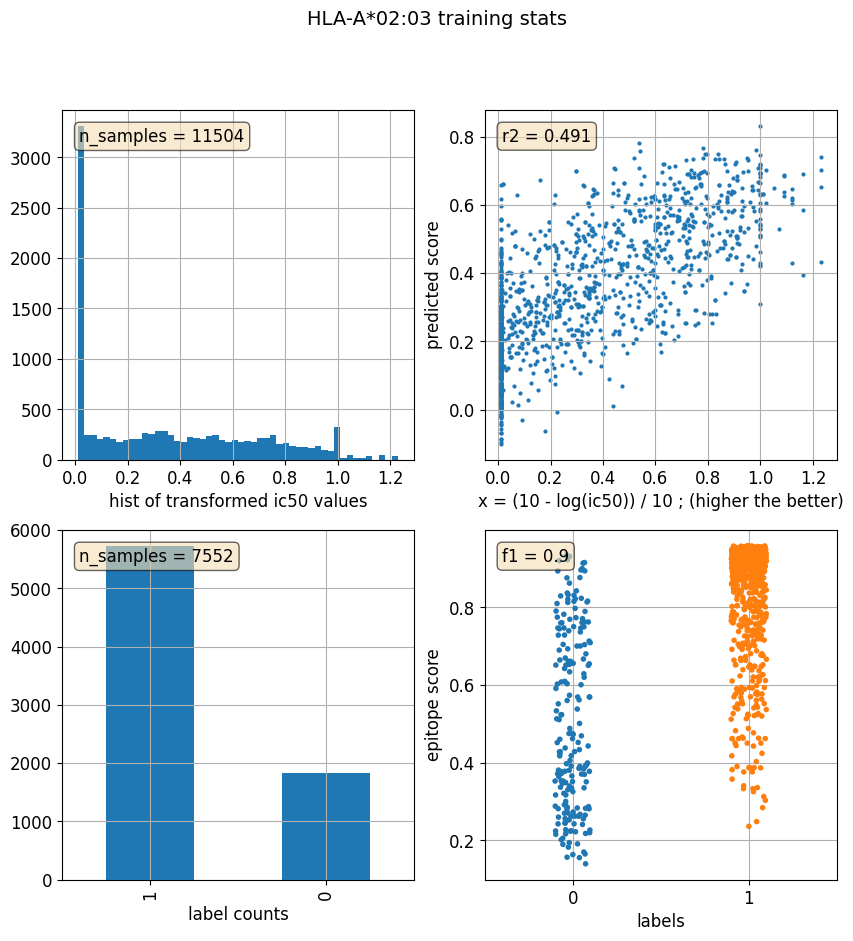 HLA-A*02:03 training stats
n_samples = 11504
3000
2500
2000
1500
1000
500
0
0.0 0.2 0.4 0.6 0.8 1.0 1.2
hist of transformed ic50 values
r2 = 0.491
predicted score
0.8
0.6
0.4
0.2
0.0
0.0 0.2 0.4 0.6 0.8 1.0 1.2
x = (10 - log(ic50)) / 10 ; (higher the better)
n_samples = 7552
6000
5000
4000
3000
2000
1000
0
1 0
label counts
f1 = 0.9
epitope score
0.8
0.6
0.4
0.2
0 1
labels